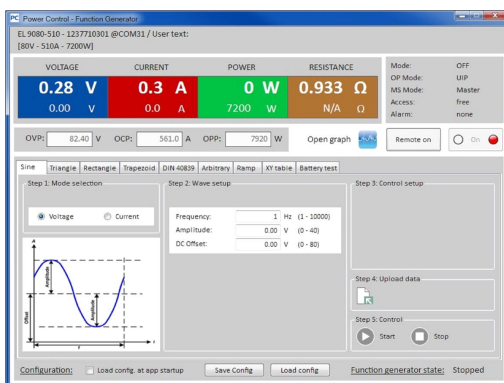 PC Power Control - Function Generator
EL 9080-510 - 1237710301 @COM31 / User text:
[80V - 510A - 7200W]
VOLTAGE CURRENT POWER RESISTANCE
0.28 V 0.3 A 0 W 0.933 Ω
0.00 V 0.0 A 7200 W N/A Ω
Mode: OFF
OP Mode: UIP
MS Mode: Master
Access: free
Alarm: none
OVP: 82.40 V OCP: 561.0 A OPP: 7920 W Open graph Remote on On
Sine Triangle Rectangle Trapezoid DIN 40839 Arbitrary Ramp XY table Battery test
Step 1: Mode selection
Voltage Current
Step 2: Wave setup
Frequency: 1 Hz (1 - 10000)
Amplitude: 0.00 V (0 - 40)
DC Offset: 0.00 V (0 - 80)
A
Amplitude
Amplitude
Offset
t
Step 3: Control setup
Step 4: Upload data
Step 5: Control
Start Stop
Configuration: Load config. at app startup Save Config Load config Function generator state: Stopped